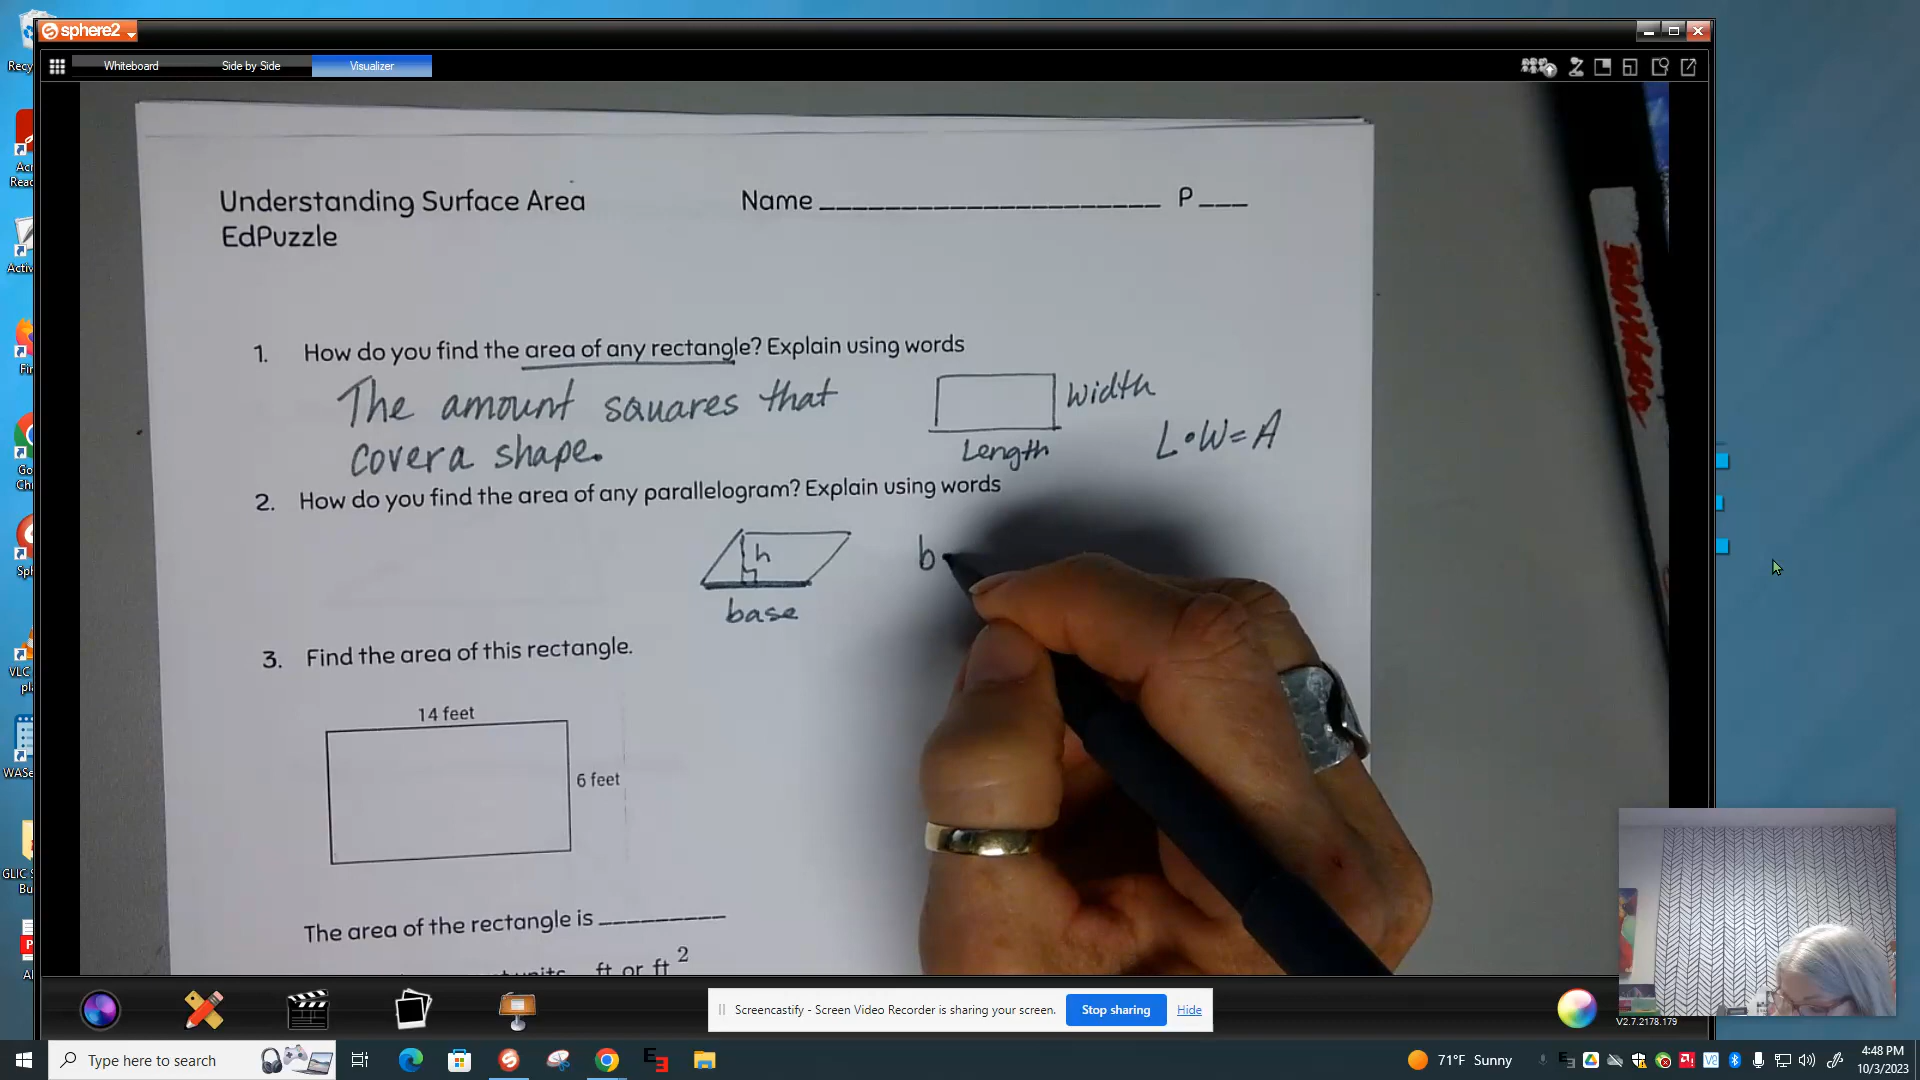 sphere2
Whiteboard Side by Side Visualizer
Understanding Surface Area
EdPuzzle
Name ____________________ P ___
1. How do you find the area of any rectangle? Explain using words
The amount squares that
cover a shape.
Width
Length
L•W=A
2. How do you find the area of any parallelogram? Explain using words
h
base
b
3. Find the area of this rectangle.
14 feet
6 feet
The area of the rectangle is _________
ft or ft 2
Screencastify - Screen Video Recorder is sharing your screen. Stop sharing Hide
V2.7.2178.179
Type here to search
71°F Sunny
4:48 PM
10/3/2023